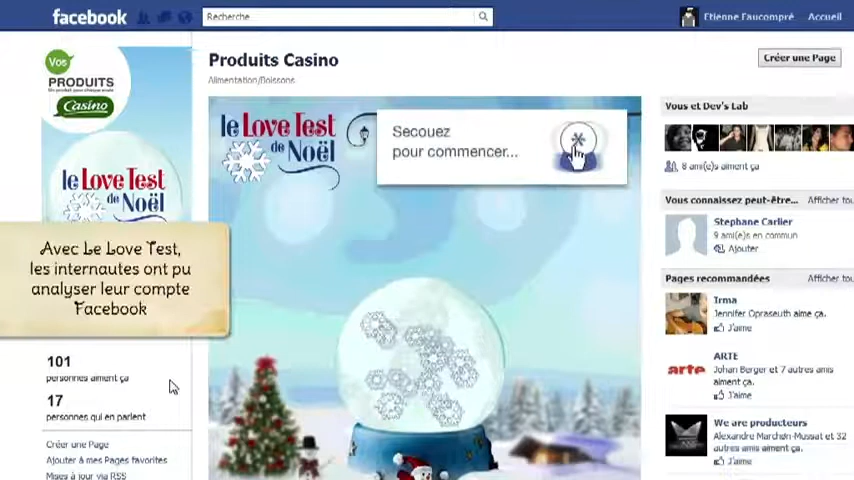 facebook
Recherche
Etienne Faucompré
Accueil
Vos
PRODUITS
Casino
Produits Casino
Alimentation/Boissons
Créer une Page
le Love Test
de Noël
Secouez
pour commencer...
le Love Test
de Noël
Avec Le Love Test,
les internautes ont pu
analyser leur compte
Facebook
101
personnes aiment ça
17
personnes qui en parlent
Créer une Page
Ajouter à mes Pages favorites
Mises à jour via RSS
Vous et Dev's Lab
8 ami(e)s aiment ça
Vous connaissez peut-être...
Afficher tou
Stephane Carlier
9 ami(e)s en commun
Ajouter
Pages recommandées
Afficher tou
Irma
Jennifer Opraseuth aime ça.
J'aime
arte
ARTE
Johan Berger et 7 autres amis
aiment ça.
J'aime
We are producteurs
Alexandre Marchon-Mussat et 32
autres amis aiment ça.
J'aime